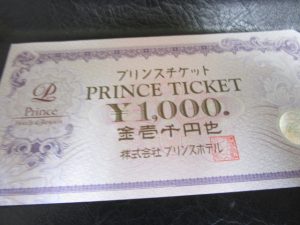 プリンスチケット
PRINCE TICKET
¥1,000.
金壱千円也
株式会社 プリンスホテル
P
Prince